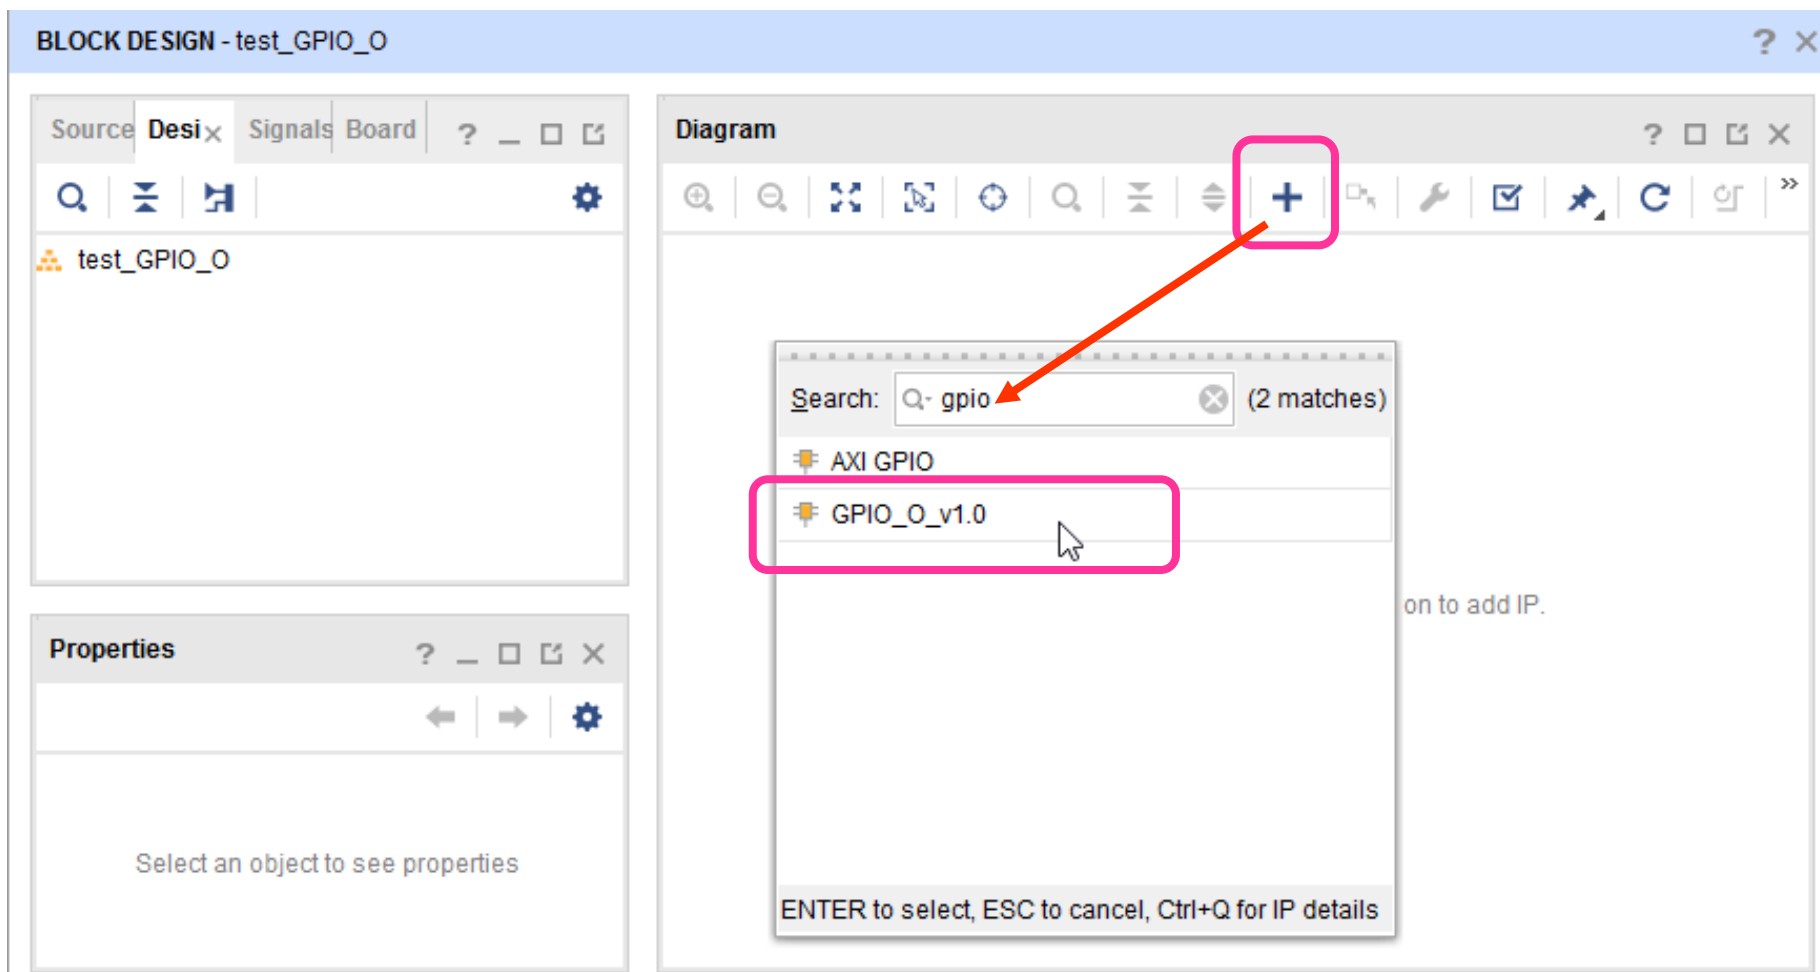 BLOCK DESIGN - test_GPIO_O
Source Desi Signals Board
Diagram
test_GPIO_O
Search: gpio (2 matches)
AXI GPIO
GPIO_O_v1.0
on to add IP.
Properties
Select an object to see properties
ENTER to select, ESC to cancel, Ctrl+Q for IP details